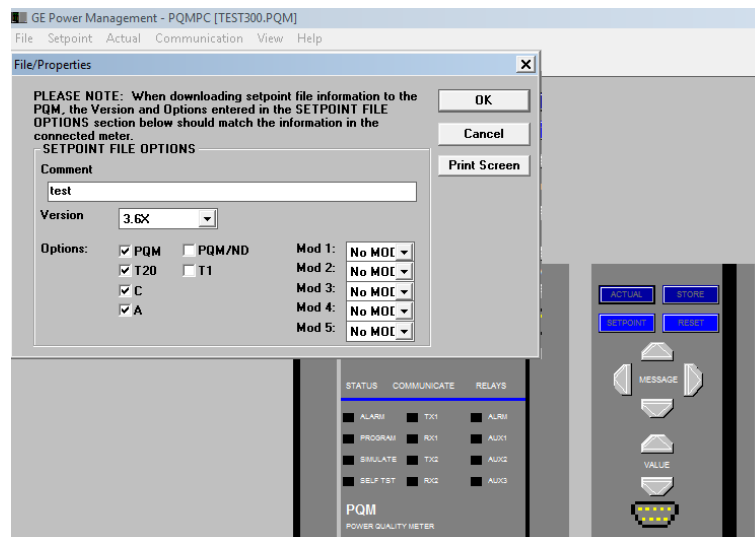 GE Power Management - PQMPC [TEST300.PQM]
File Setpoint Actual Communication View Help
File/Properties
PLEASE NOTE: When downloading setpoint file information to the
PQM, the Version and Options entered in the SETPOINT FILE
OPTIONS section below should match the information in the
connected meter.
OK
Cancel
Print Screen
SETPOINT FILE OPTIONS
Comment
test
Version 3.6X
Options: PQM PQM/ND Mod 1: No MOD
T20 T1 Mod 2: No MOD
C Mod 3: No MOD
A Mod 4: No MOD
Mod 5: No MOD
ACTUAL STORE
SETPOINT RESET
MESSAGE
VALUE
STATUS COMMUNICATE RELAYS
ALARM TX1 ALRM
PROGRAM RX1 AUX1
SIMULATE TX2 AUX2
SELF TST RX2 AUX3
PQM
POWER QUALITY METER